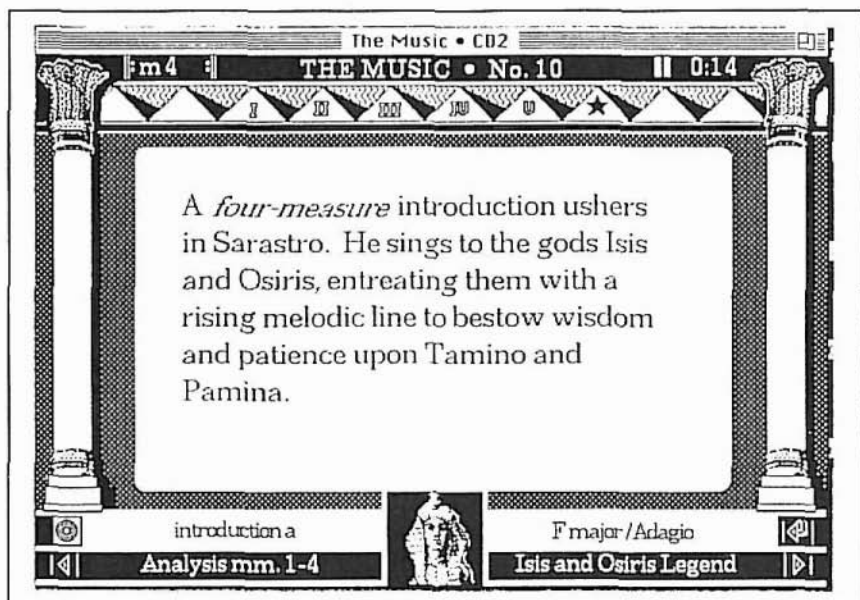 The Music • CD2
m4 THE MUSIC • No. 10 0:14
I II III IV V
A four-measure introduction ushers
in Sarastro. He sings to the gods Isis
and Osiris, entreating them with a
rising melodic line to bestow wisdom
and patience upon Tamino and
Pamina.
introduction a F major/Adagio
Analysis mm. 1-4 Isis and Osiris Legend